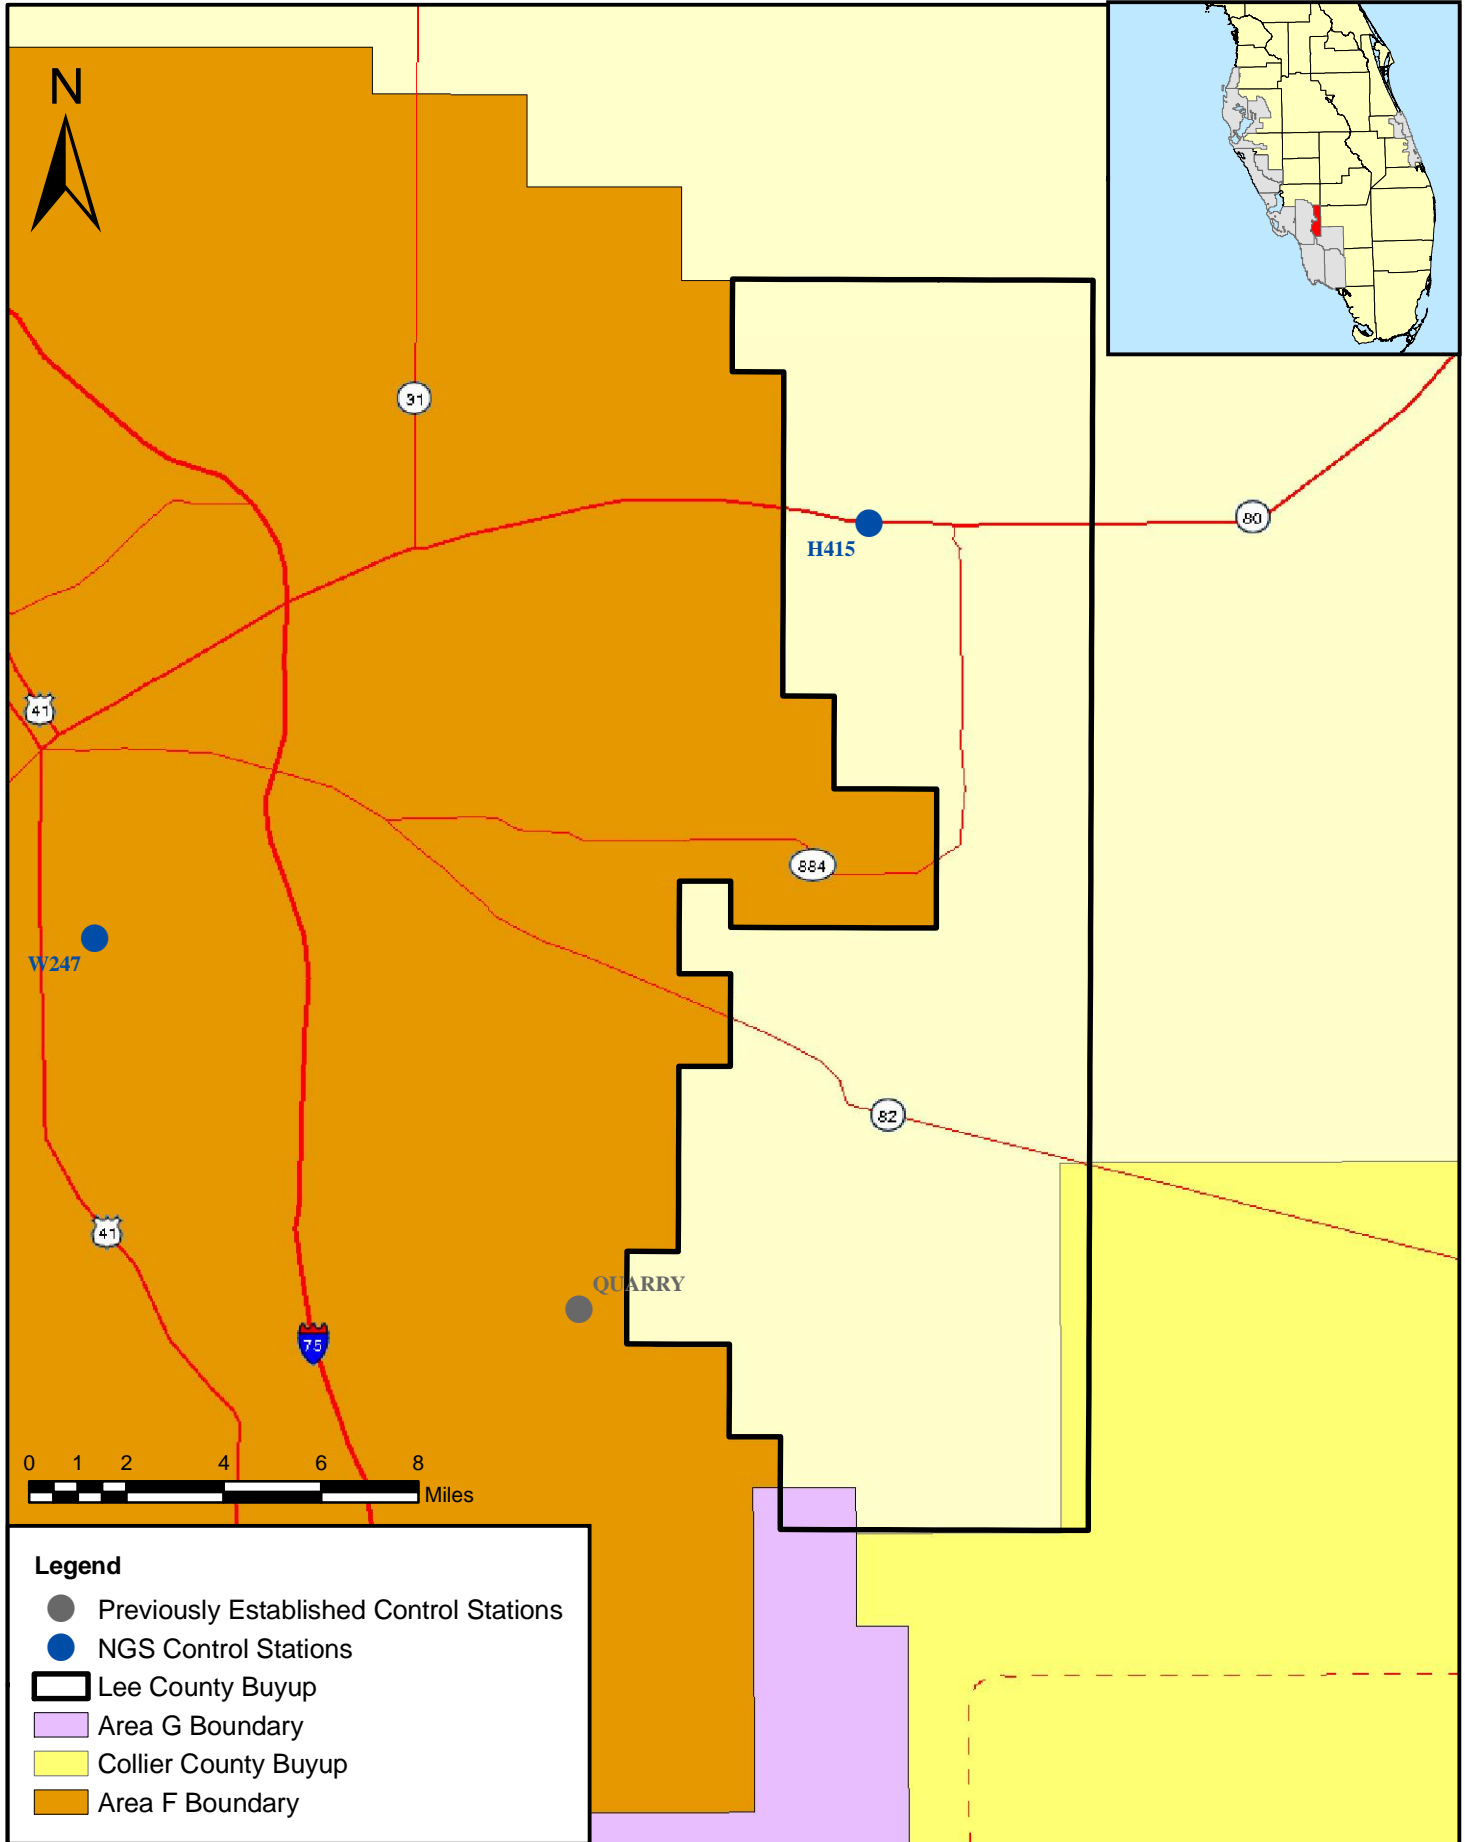 N
31
80
H415
41
884
W247
82
41
QUARRY
75
0 1 2 4 6 8
Miles
Legend
Previously Established Control Stations
NGS Control Stations
Lee County Buyup
Area G Boundary
Collier County Buyup
Area F Boundary